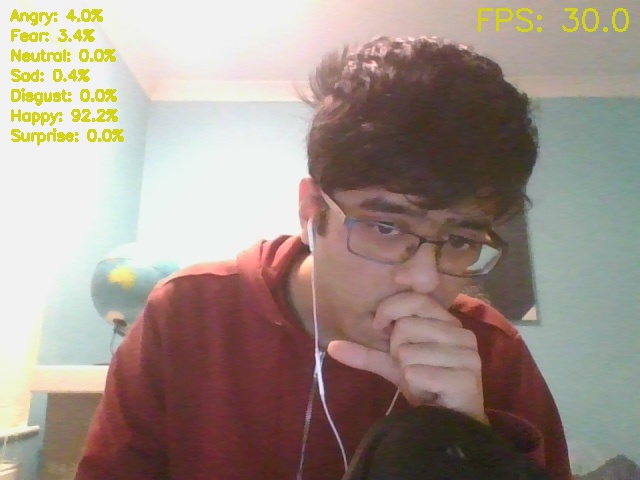 Angry: 4.0%
FPS: 30.0
Fear: 3.4%
Neutral: 0.0%
Sad: 0.4%
Disgust: 0.0%
Happy: 92.2%
Surprise: 0.0%